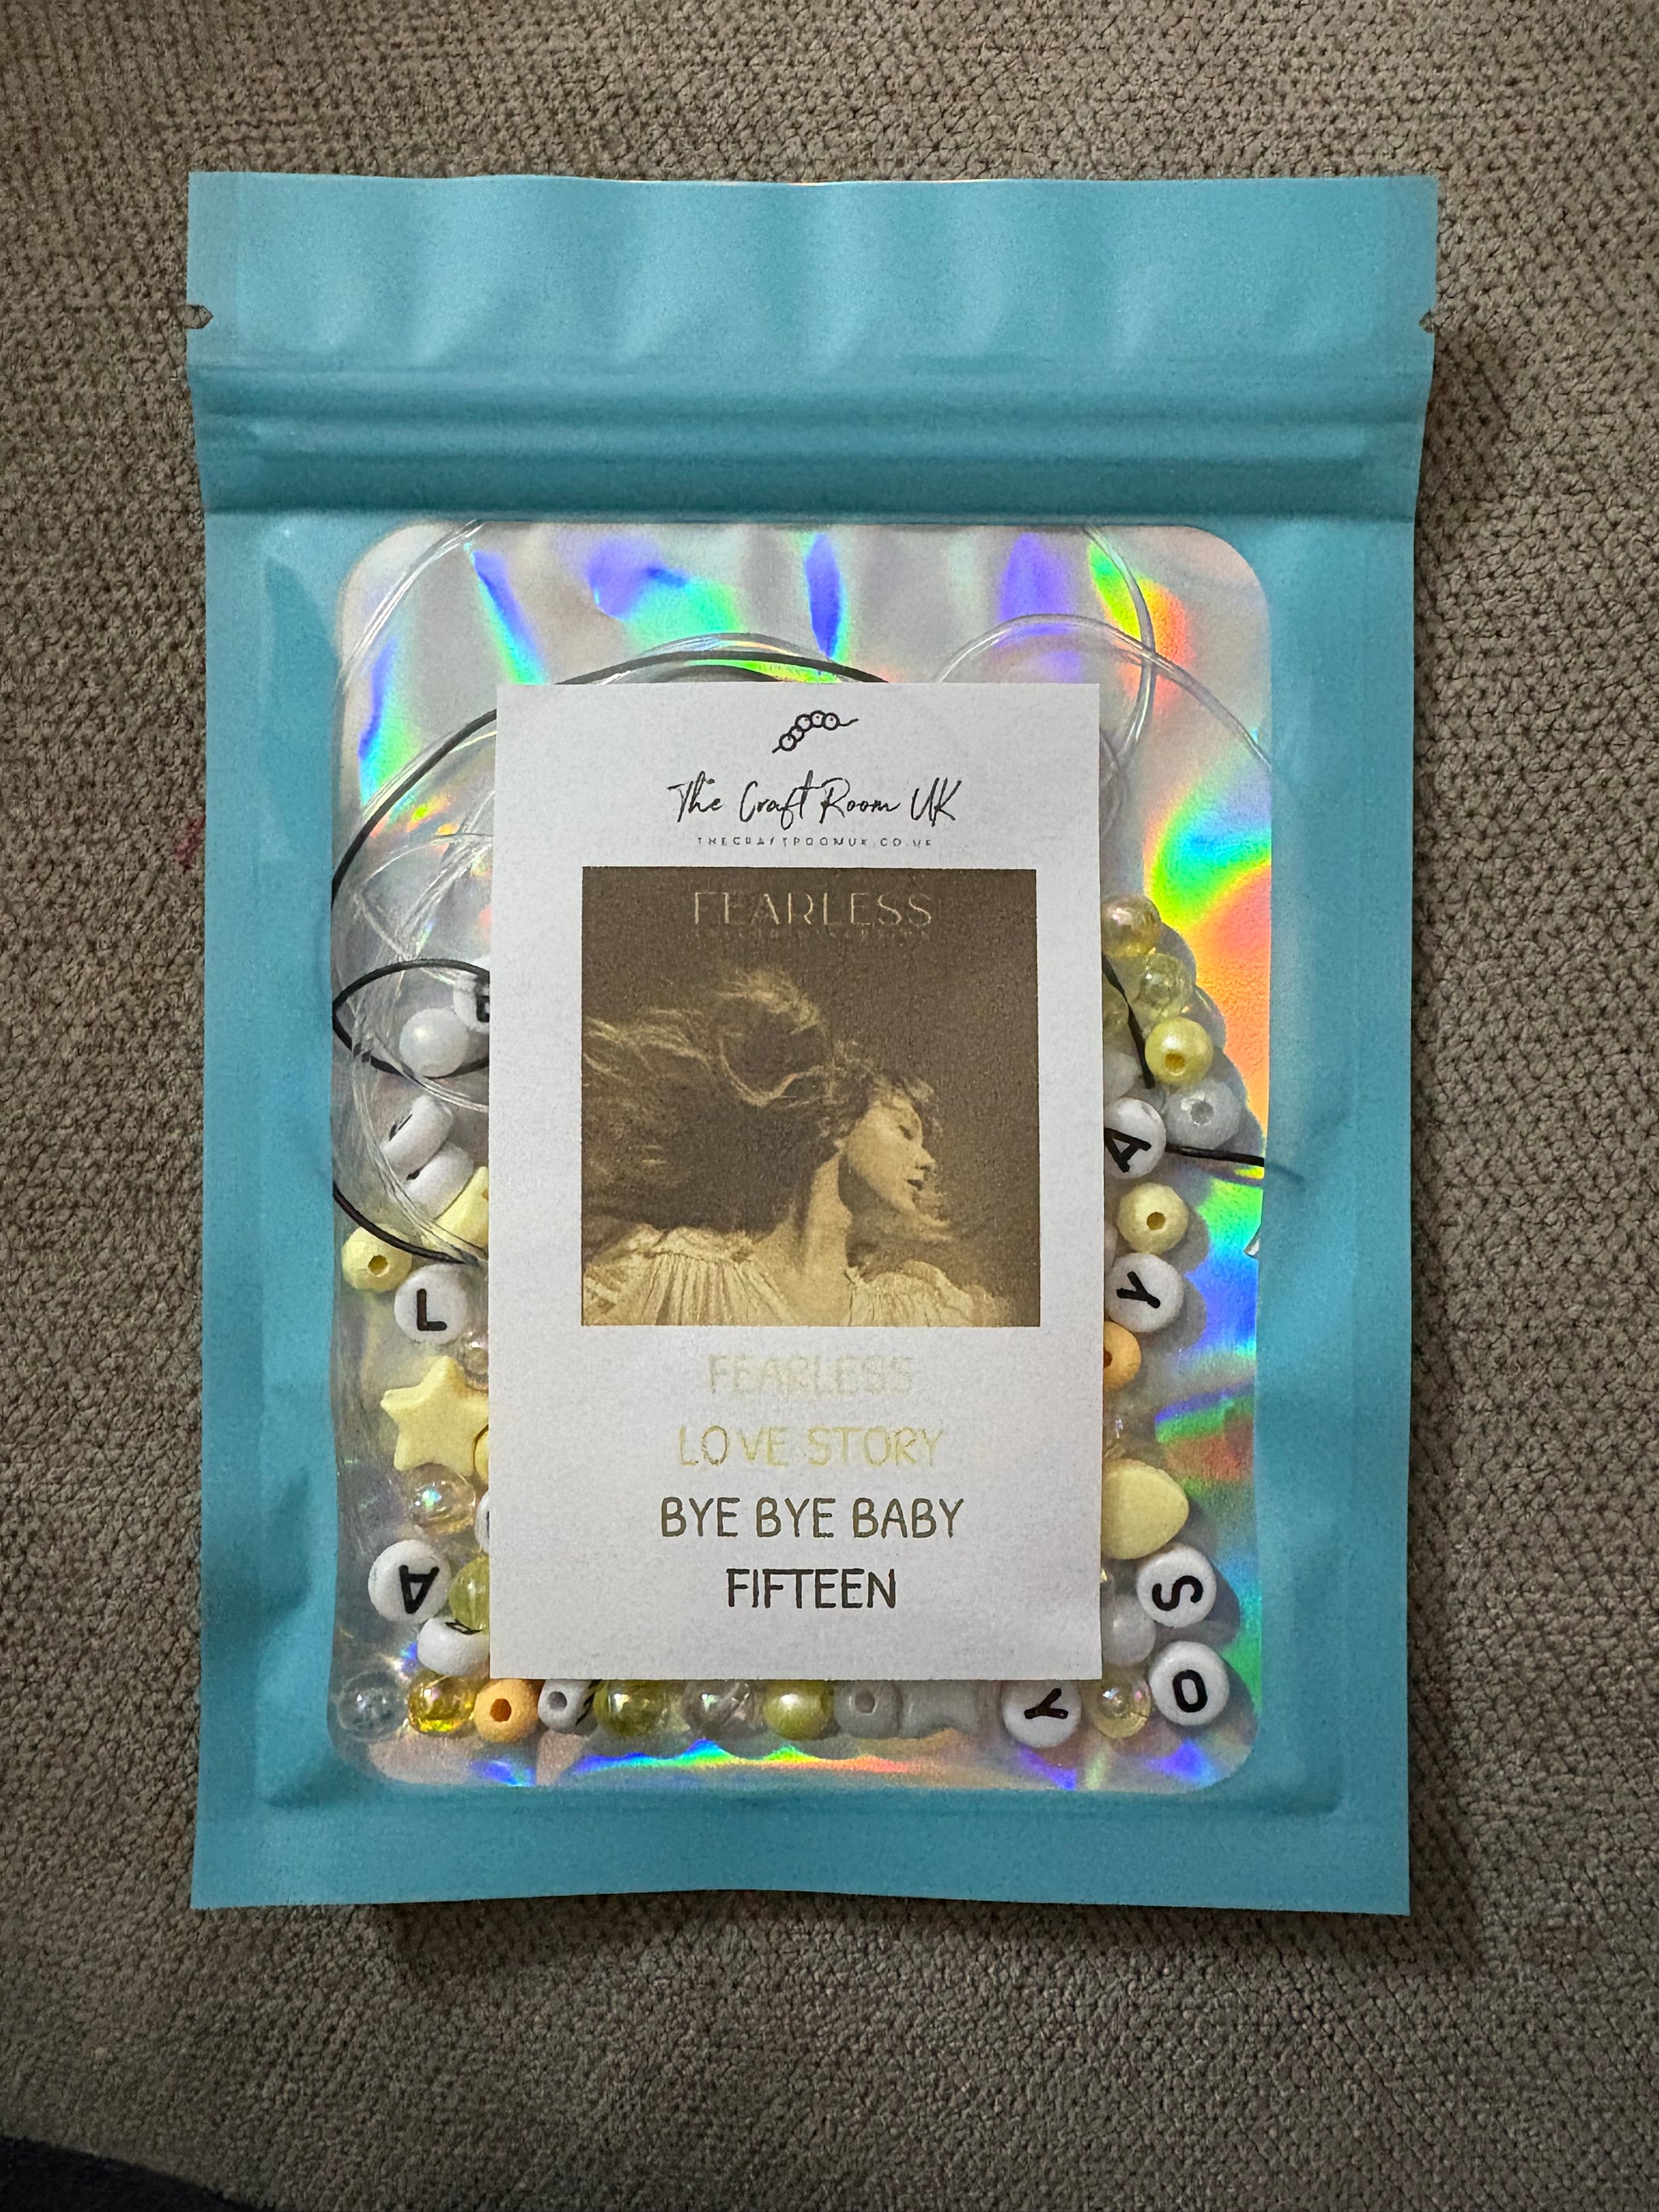 The Craft Room UK
THECRAFTROOMUK.CO.UK
FEARLESS
FEARLESS
LOVE STORY
BYE BYE BABY
FIFTEEN
A
Y
L
A
S
Y
O